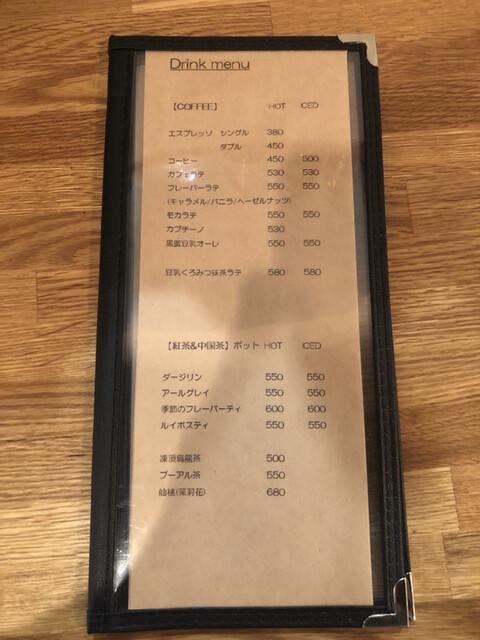 Drink menu
【COFFEE】 HOT ICED
エスプレッソ シングル 380
ダブル 450
コーヒー 450 500
カフェラテ 530 530
フレーバーラテ 550 550
(キャラメル/バニラ/ヘーゼルナッツ)
モカラテ 550 550
カプチーノ 530
黒蜜豆乳オーレ 550 550
豆乳くろみつ抹茶ラテ 580 580
【紅茶&中国茶】ポット HOT ICED
ダージリン 550 550
アールグレイ 550 550
季節のフレーバーティ 600 600
ルイボスティ 550 550
凍頂烏龍茶 500
プーアル茶 550
仙桃(茉莉花) 680